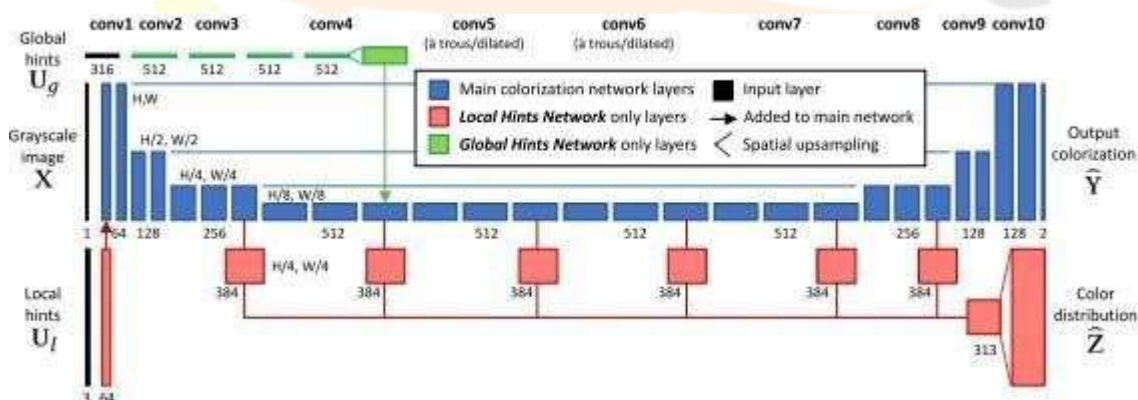 conv1 conv2 conv3 conv4 conv5 conv6 conv7 conv8 conv9 conv10
(à trous/dilated) (à trous/dilated)
Global
hints
U_g
316 512 512 512 512
Main colorization network layers
Local Hints Network only layers
Global Hints Network only layers
Input layer
Added to main network
Spatial upsampling
H,W
H/2, W/2
H/4, W/4
H/8, W/8
Grayscale
image
X
Output
colorization
Ŷ
1 64 128 256 512 512 512 512 256 128 128 2
H/4, W/4
384 384 384 384 384 384
Local
hints
U_l
Color
distribution
Ẑ
313
3 64